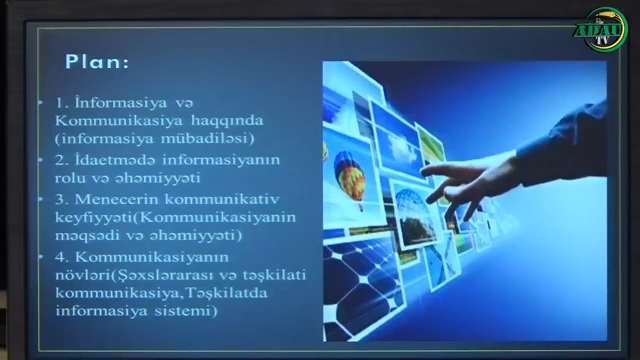 ADAU
TV
Plan:
• 1. İnformasiya və
Kommunikasiya haqqında
(informasiya mübadiləsi)
• 2. İdaetmədə informasiyanın
rolu və əhəmiyyəti
• 3. Menecerin kommunikativ
keyfiyyəti(Kommunikasiyanin
məqsədi və əhəmiyyəti)
• 4. Kommunikasiyanın
növləri(Şəxslərarası və təşkilati
kommunikasiya,Təşkilatda
informasiya sistemi)